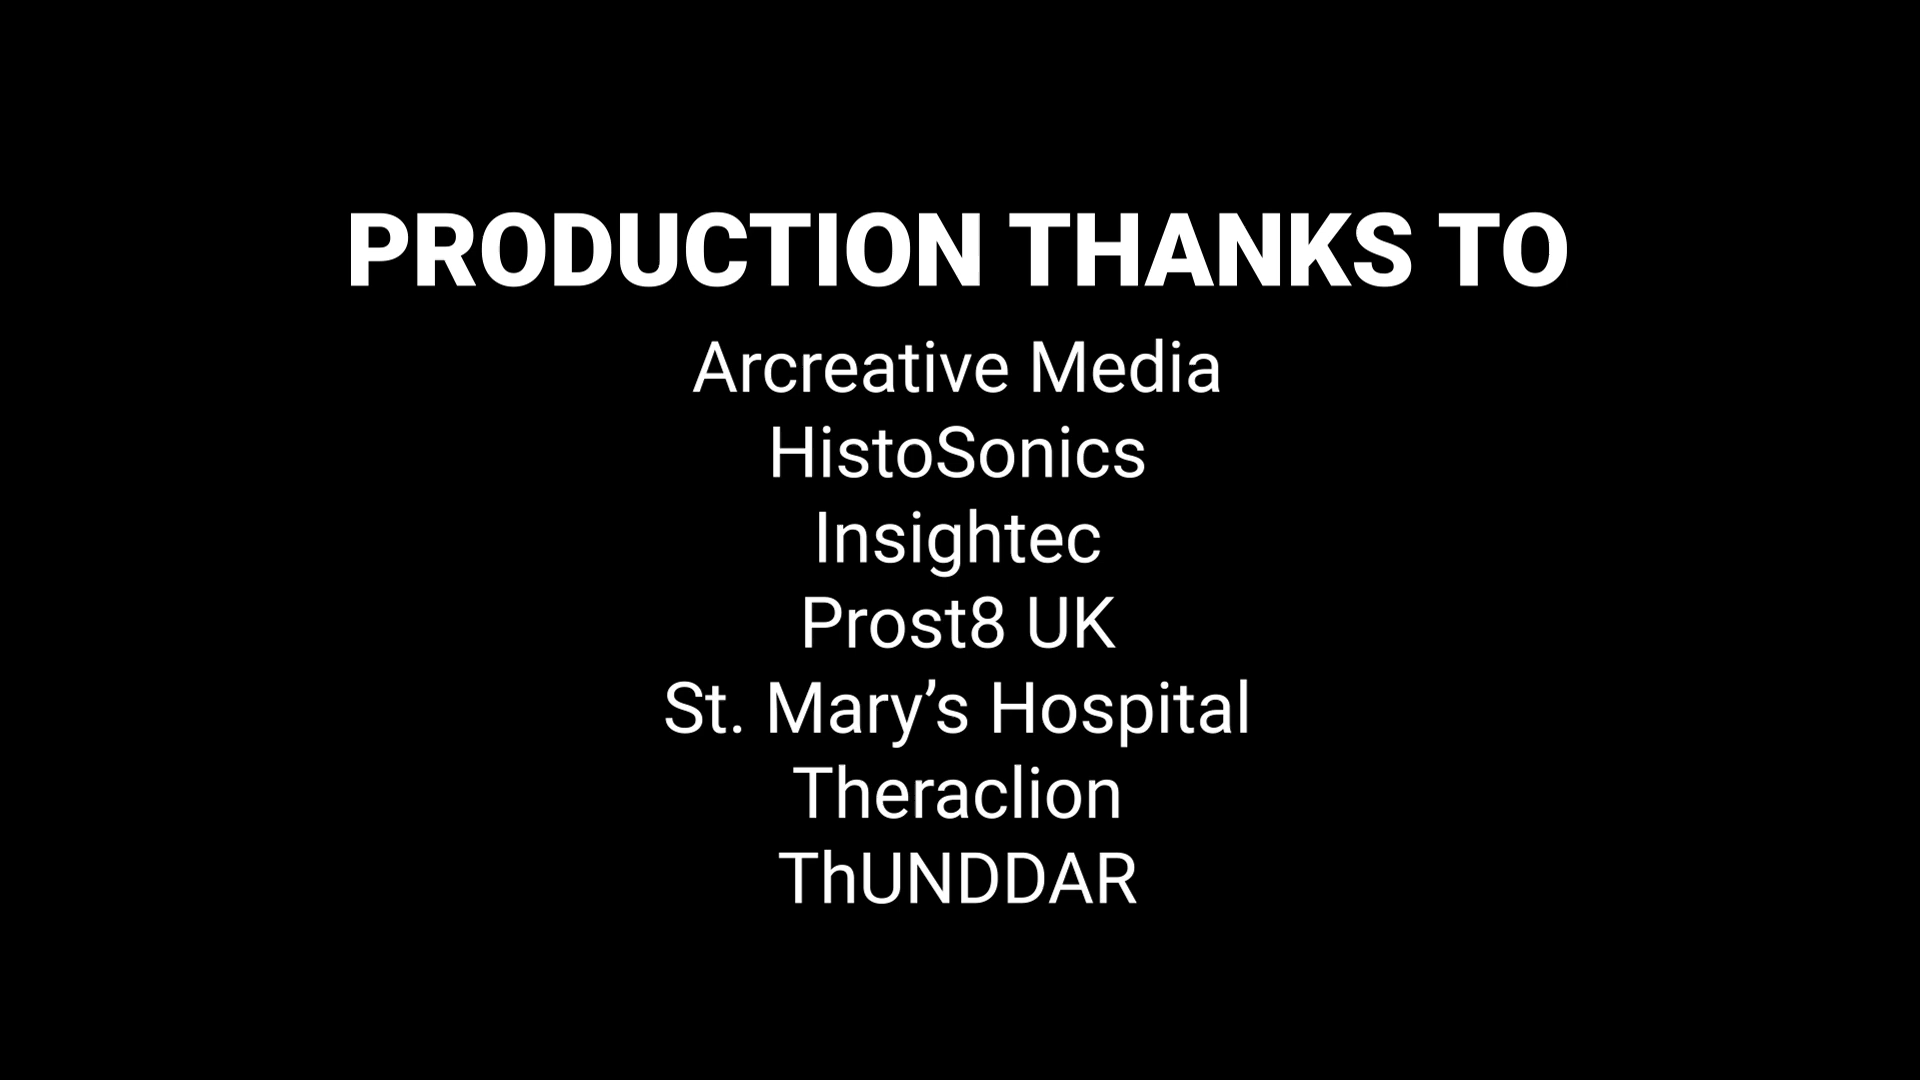 PRODUCTION THANKS TO
Arcreative Media
HistoSonics
Insightec
Prost8 UK
St. Mary’s Hospital
Theraclion
ThUNDDAR